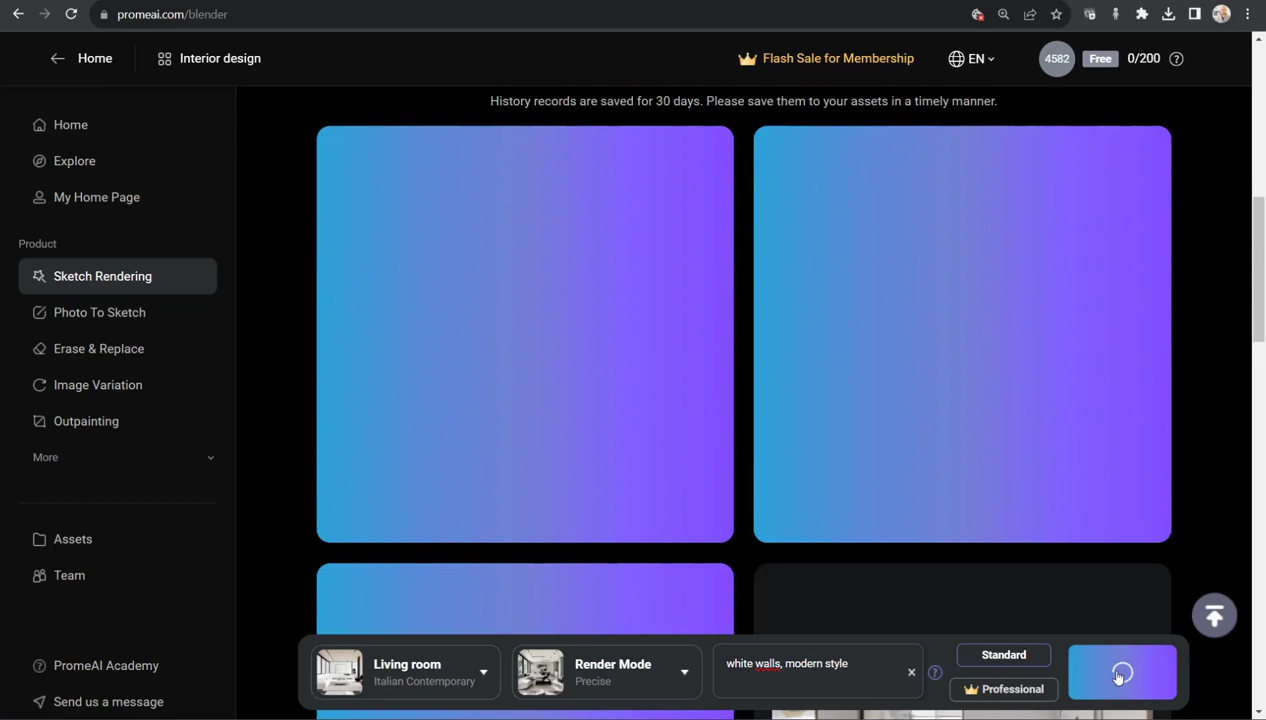 promeai.com/blender
Home
Interior design
Flash Sale for Membership
EN
4582
Free
0/200
History records are saved for 30 days. Please save them to your assets in a timely manner.
Home
Explore
My Home Page
Product
Sketch Rendering
Photo To Sketch
Erase & Replace
Image Variation
Outpainting
More
Assets
Team
PromeAI Academy
Send us a message
Living room
Italian Contemporary
Render Mode
Precise
white walls, modern style
Standard
Professional